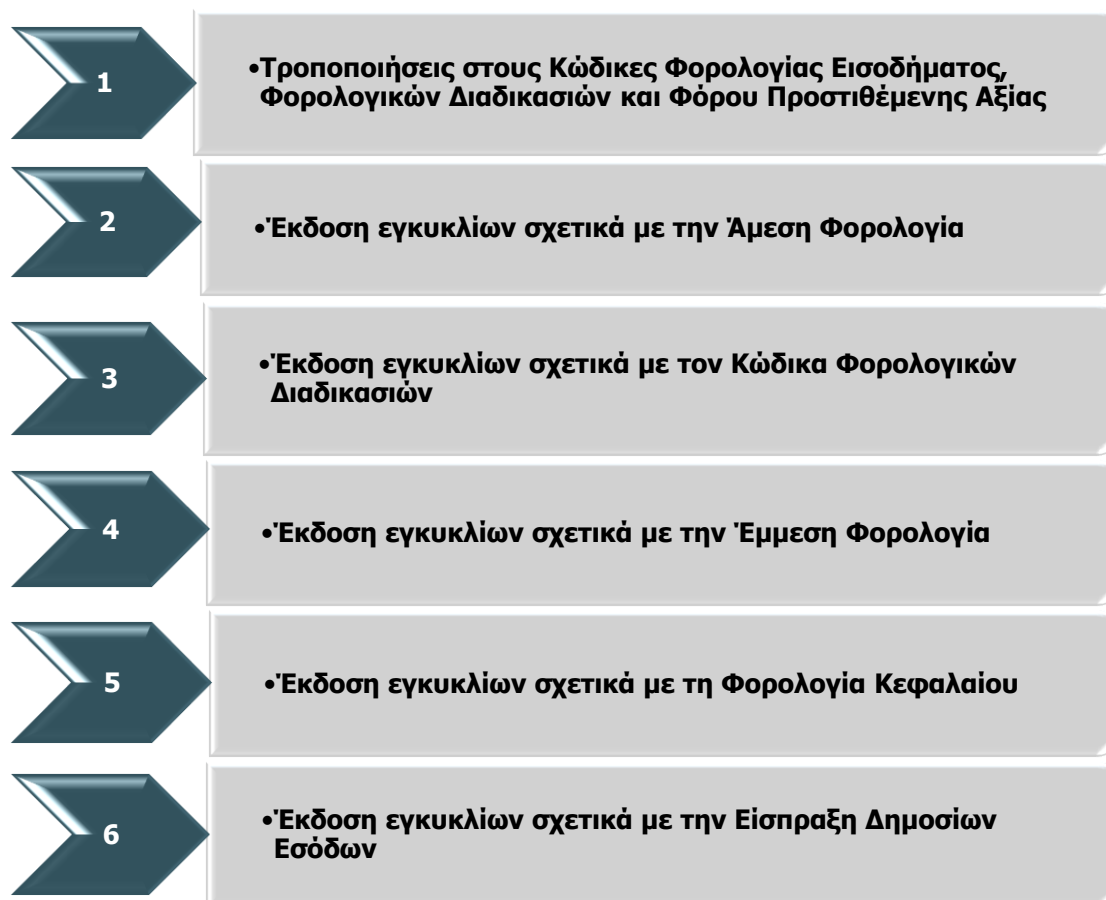 1
•Τροποποιήσεις στους Κώδικες Φορολογίας Εισοδήματος,
Φορολογικών Διαδικασιών και Φόρου Προστιθέμενης Αξίας
2
•Έκδοση εγκυκλίων σχετικά με την Άμεση Φορολογία
3
•Έκδοση εγκυκλίων σχετικά με τον Κώδικα Φορολογικών
Διαδικασιών
4
•Έκδοση εγκυκλίων σχετικά με την Έμμεση Φορολογία
5
•Έκδοση εγκυκλίων σχετικά με τη Φορολογία Κεφαλαίου
6
•Έκδοση εγκυκλίων σχετικά με την Είσπραξη Δημοσίων
Εσόδων